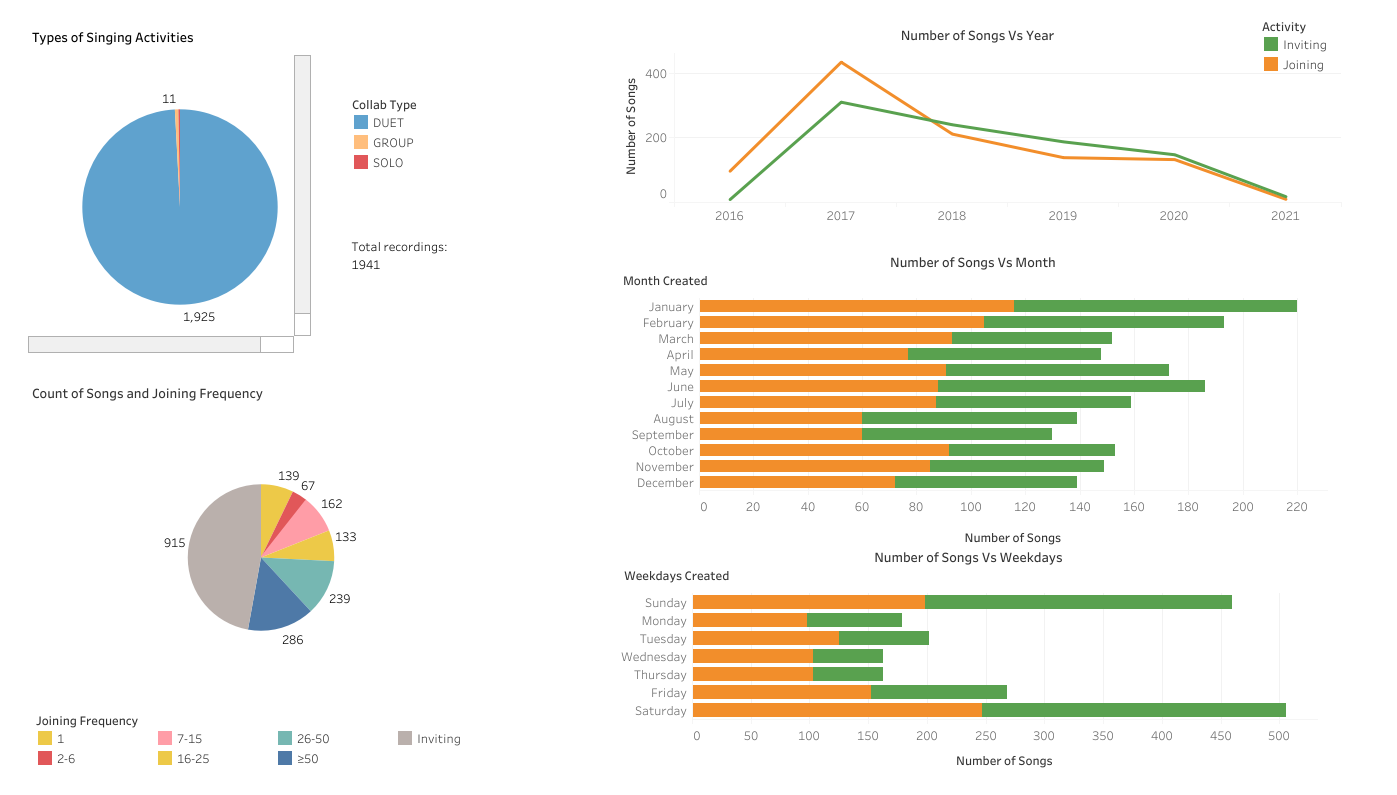 Types of Singing Activities
11
1,925
Collab Type
DUET
GROUP
SOLO
Total recordings:
1941
Count of Songs and Joining Frequency
139
67
162
133
239
286
915
Joining Frequency
1
7-15
26-50
Inviting
2-6
16-25
≥50
Number of Songs Vs Year
Activity
Inviting
Joining
Number of Songs
400
200
0
2016 2017 2018 2019 2020 2021
Number of Songs Vs Month
Month Created
January
February
March
April
May
June
July
August
September
October
November
December
0 20 40 60 80 100 120 140 160 180 200 220
Number of Songs
Number of Songs Vs Weekdays
Weekdays Created
Sunday
Monday
Tuesday
Wednesday
Thursday
Friday
Saturday
0 50 100 150 200 250 300 350 400 450 500
Number of Songs